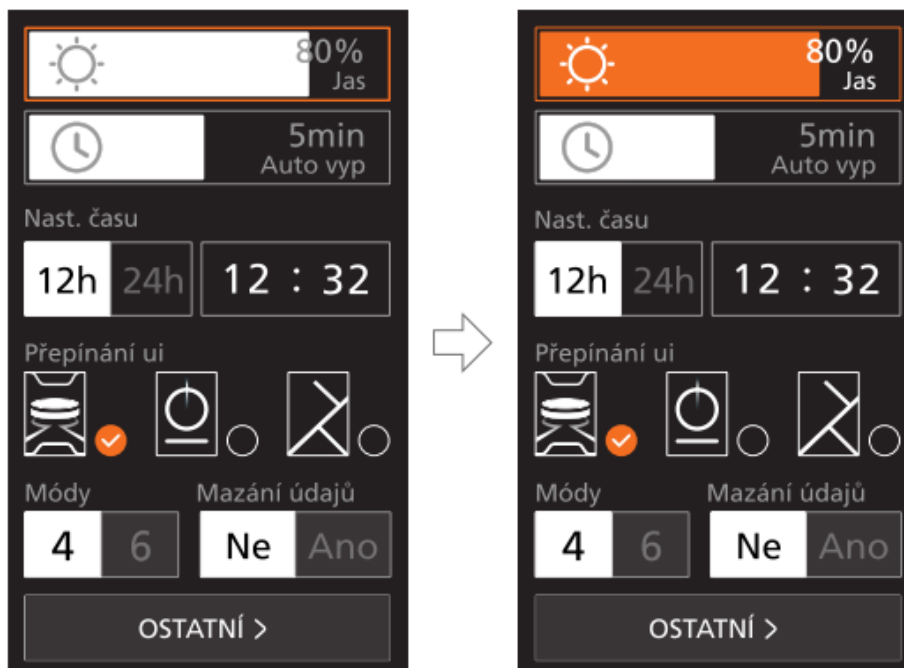 80%
Jas
5min
Auto vyp
Nast. času
12h 24h 12 : 32
Přepínání ui
Módy Mazání údajů
4 6 Ne Ano
OSTATNÍ >
80%
Jas
5min
Auto vyp
Nast. času
12h 24h 12 : 32
Přepínání ui
Módy Mazání údajů
4 6 Ne Ano
OSTATNÍ >